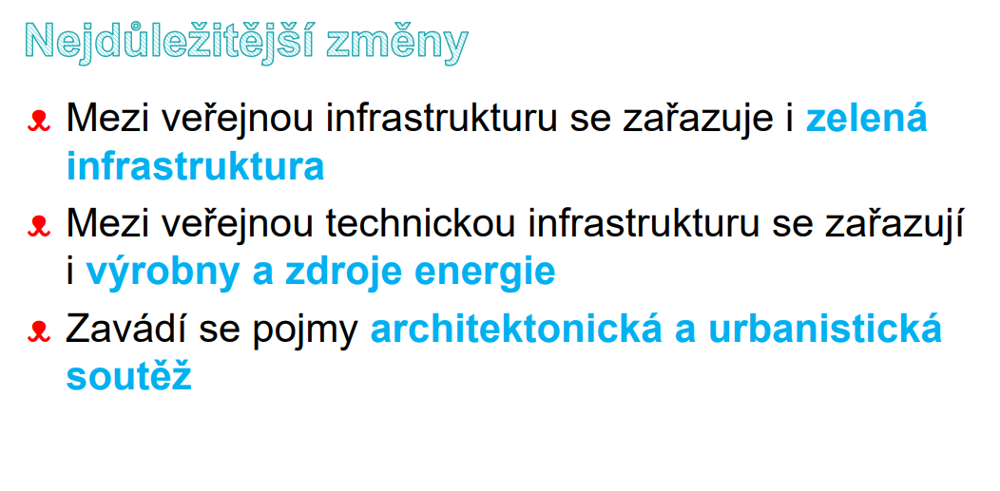 Nejdůležitější změny
Mezi veřejnou infrastrukturu se zařazuje i zelená
infrastruktura
Mezi veřejnou technickou infrastrukturu se zařazují
i výrobny a zdroje energie
Zavádí se pojmy architektonická a urbanistická
soutěž